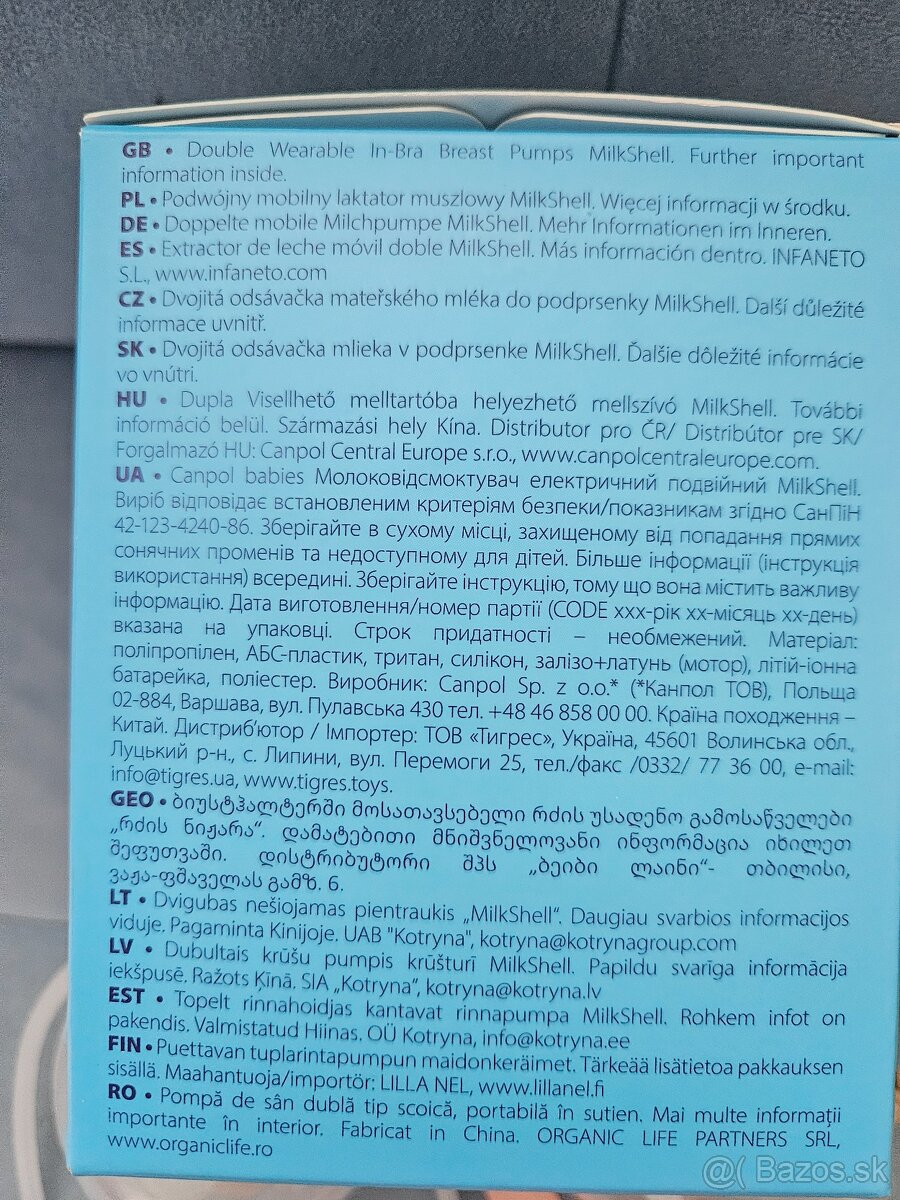 GB • Double Wearable In-Bra Breast Pumps MilkShell. Further important
information inside.
PL • Podwójny mobilny laktator muszlowy MilkShell. Więcej informacji w środku.
DE • Doppelte mobile Milchpumpe MilkShell. Mehr Informationen im Inneren.
ES • Extractor de leche móvil doble MilkShell. Más información dentro. INFANETO
S.L., www.infaneto.com
CZ • Dvojitá odsávačka mateřského mléka do podprsenky MilkShell. Další důležité
informace uvnitř.
SK • Dvojitá odsávačka mlieka v podprsenke MilkShell. Ďalšie dôležité informácie
vo vnútri.
HU • Dupla Visellhető melltartóba helyezhető mellszívó MilkShell. További
információ belül. Származási hely Kína. Distributor pro ČR/ Distribútor pre SK/
Forgalmazó HU: Canpol Central Europe s.r.o., www.canpolcentraleurope.com.
UA • Canpol babies Молоковідсмоктувач електричний подвійний MilkShell.
Виріб відповідає встановленим критеріям безпеки/показникам згідно СанПіН
42-123-4240-86. Зберігайте в сухому місці, захищеному від попадання прямих
сонячних променів та недоступному для дітей. Більше інформації (інструкція
використання) всередині. Зберігайте інструкцію, тому що вона містить важливу
інформацію. Дата виготовлення/номер партії (CODE xxx-рік xx-місяць xx-день)
вказана на упаковці. Строк придатності – необмежений. Матеріал:
поліпропілен, АБС-пластик, тритан, силікон, залізо+латунь (мотор), літій-іонна
батарейка, поліестер. Виробник: Canpol Sp. z o.o.* (*Канпол ТОВ), Польща
02-884, Варшава, вул. Пулавська 430 тел. +48 46 858 00 00. Країна походження –
Китай. Дистриб'ютор / Імпортер: ТОВ «Тигрес», Україна, 45601 Волинська обл.,
Луцький р-н., с. Липини, вул. Перемоги 25, тел./факс /0332/ 77 36 00, e-mail:
info@tigres.ua, www.tigres.toys.
GEO • ბიუსტჰალტერში მოსათავსებელი რძის უსადენო გამოსაწველები
„რძის ნიჟარა“. დამატებითი მნიშვნელოვანი ინფორმაცია იხილეთ
შეფუთვაში. დისტრიბუტორი შპს „ბეიბი ლაინი“- თბილისი,
ვაჟა-ფშაველას გამზ. 6.
LT • Dvigubas nešiojamas pientraukis „MilkShell“. Daugiau svarbios informacijos
viduje. Pagaminta Kinijoje. UAB "Kotryna", kotryna@kotrynagroup.com
LV • Dubultais krūšu pumpis krūšturī MilkShell. Papildu svarīga informācija
iekšpusē. Ražots Ķīnā. SIA „Kotryna”, kotryna@kotryna.lv
EST • Topelt rinnahoidjas kantavat rinnapumpa MilkShell. Rohkem infot on
pakendis. Valmistatud Hiinas. OÜ Kotryna, info@kotryna.ee
FIN • Puettavan tuplarintapumpun maidonkeräimet. Tärkeää lisätietoa pakkauksen
sisällä. Maahantuoja/importör: LILLA NEL, www.lillanel.fi
RO • Pompă de sân dublă tip scoică, portabilă în sutien. Mai multe informații
importante în interior. Fabricat in China. ORGANIC LIFE PARTNERS SRL,
www.organiclife.ro
@( Bazos.sk